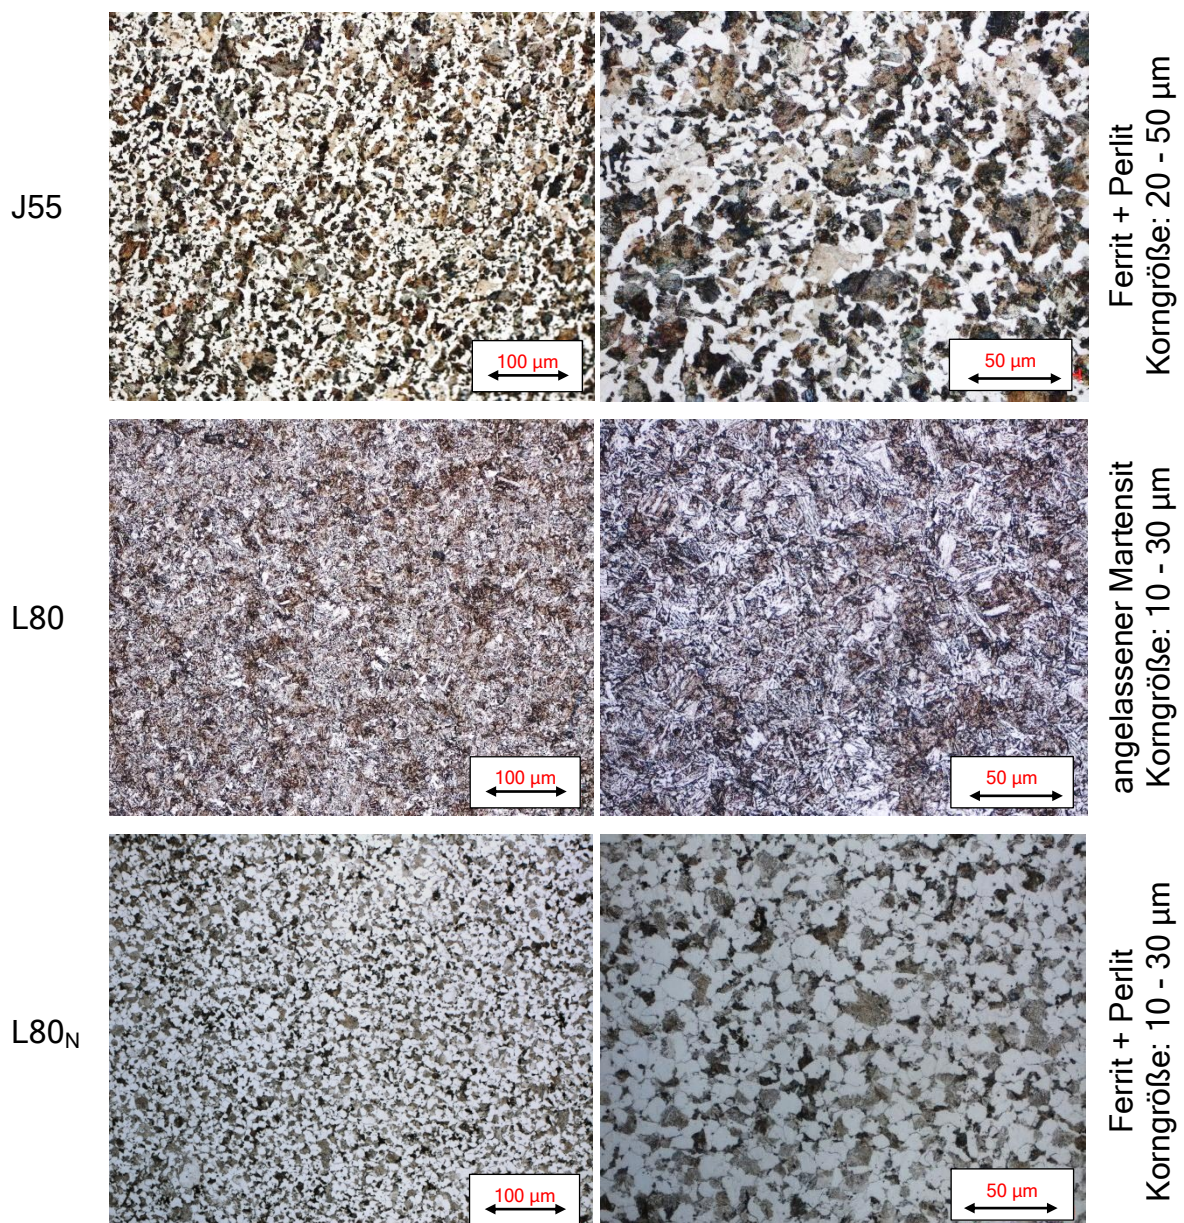 J55
100 µm
50 µm
Ferrit + Perlit
Korngröße: 20 - 50 µm
L80
100 µm
50 µm
angelassener Martensit
Korngröße: 10 - 30 µm
L80N
100 µm
50 µm
Ferrit + Perlit
Korngröße: 10 - 30 µm